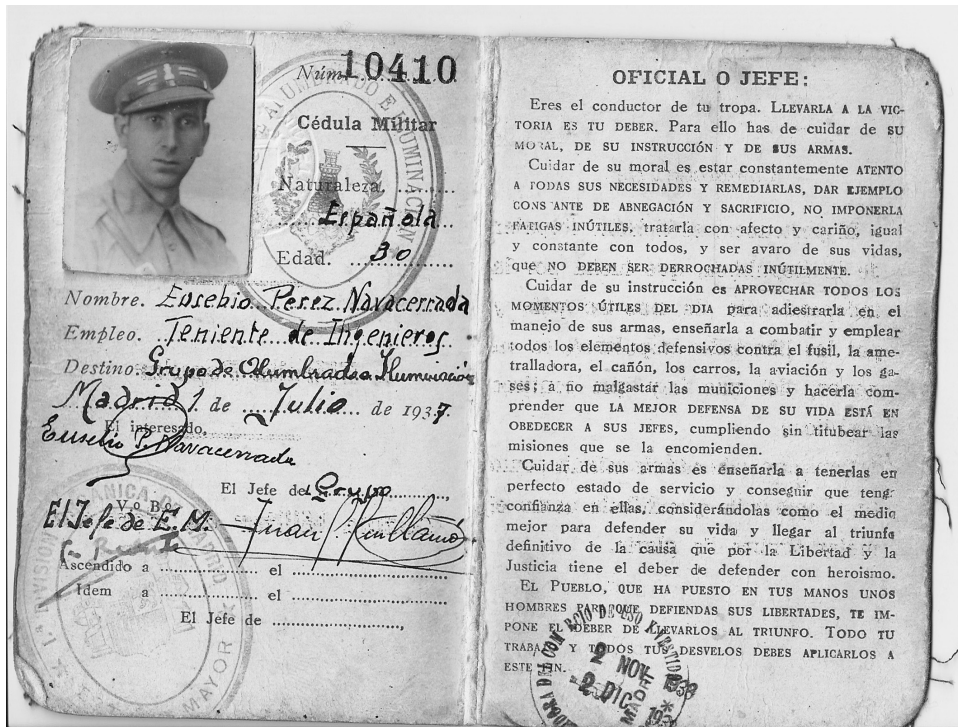 Núm. 10410
Cédula Militar
Naturaleza
Española
Edad. 30
Nombre. Eusebio Perez Navacerrada
Empleo. Teniente de Ingenieros
Destino. Grupo de Alumbrado e Iluminación
Madrid 1 de Julio de 1937
El interesado,
Eusebio P. Navacerrada
El Jefe del Grupo,
V.º B.º
El Jefe de E. M.
Ascendido a el
Idem a el
El Jefe de ,
MAYOR
OFICIAL O JEFE:
Eres el conductor de tu tropa. LLEVARLA A LA VIC-
TORIA ES TU DEBER. Para ello has de cuidar de SU
MORAL, DE SU INSTRUCCIÓN Y DE SUS ARMAS.
Cuidar de su moral es estar constantemente ATENTO
A TODAS SUS NECESIDADES Y REMEDIARLAS, DAR EJEMPLO
CONSTANTE DE ABNEGACIÓN Y SACRIFICIO, NO IMPONERLA
FATIGAS INÚTILES, tratarla con afecto y cariño, igual
y constante con todos, y ser avaro de sus vidas,
que NO DEBEN SER DERROCHADAS INÚTILMENTE.
Cuidar de su instrucción es APROVECHAR TODOS LOS
MOMENTOS ÚTILES DEL DIA para adiestrarla en el
manejo de sus armas, enseñarla a combatir y emplear
todos los elementos defensivos contra el fusil, la ame-
tralladora, el cañón, los carros, la aviación y los ga-
ses; a no malgastar las municiones y hacerla com-
prender que LA MEJOR DEFENSA DE SU VIDA ESTÁ EN
OBEDECER A SUS JEFES, cumpliendo sin titubear las
misiones que se la encomienden.
Cuidar de sus armas es enseñarla a tenerlas en
perfecto estado de servicio y conseguir que tenga
confianza en ellas, considerándolas como el medio
mejor para defender su vida y llegar al triunfo
definitivo de la causa que por la Libertad y la
Justicia tiene el deber de defender con heroismo.
EL PUEBLO, QUE HA PUESTO EN TUS MANOS UNOS
HOMBRES PARA QUE DEFIENDAS SUS LIBERTADES, TE IM-
PONE EL DEBER DE LLEVARLOS AL TRIUNFO. TODO TU
TRABAJO Y TODOS TUS DESVELOS DEBES APLICARLOS A
ESTE FIN.
2 NOV. 1938
2 DIC
MADRID